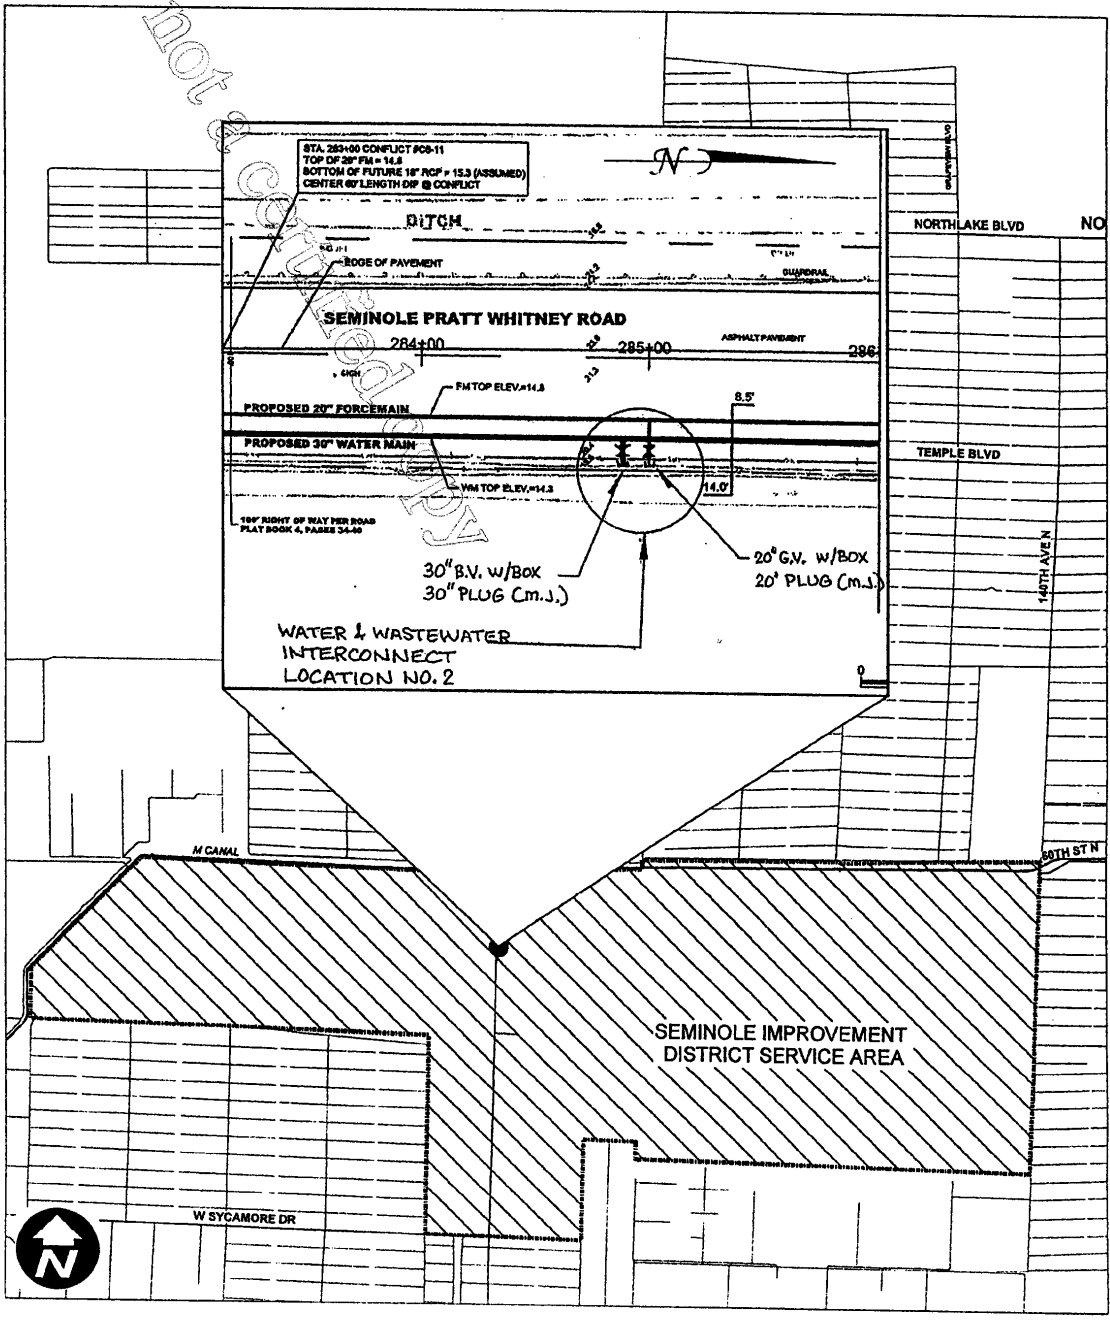 not a certified copy
STA. 283+00 CONFLICT #C6-11
TOP OF 20" FM = 14.8
BOTTOM OF FUTURE 18" RCP = 15.3 (ASSUMED)
CENTER 60' LENGTH DIP @ CONFLICT
N
DITCH
EDGE OF PAVEMENT
GUARDRAIL
SEMINOLE PRATT WHITNEY ROAD
284+00
285+00
286
ASPHALT PAVEMENT
FM TOP ELEV.=14.8
8.5'
PROPOSED 20" FORCEMAIN
PROPOSED 30" WATER MAIN
WM TOP ELEV.=14.3
14.0'
100' RIGHT OF WAY PER ROAD
PLAT BOOK 4, PAGES 34-40
30" B.V. W/BOX
30" PLUG (M.J.)
20" G.V. W/BOX
20" PLUG (M.J.)
WATER & WASTEWATER
INTERCONNECT
LOCATION NO. 2
0
NORTHLAKE BLVD
NO
TEMPLE BLVD
140TH AVE N
M CANAL
60TH ST N
SEMINOLE IMPROVEMENT
DISTRICT SERVICE AREA
W SYCAMORE DR
N